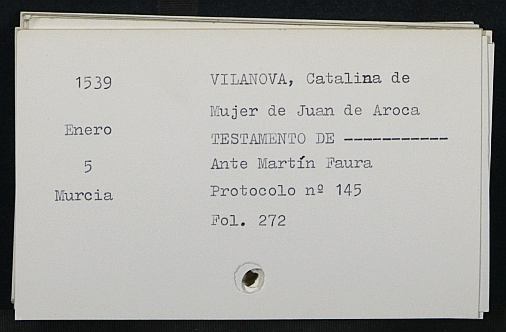 1539
VILANOVA, Catalina de
Mujer de Juan de Aroca
Enero
TESTAMENTO DE -----------
5
Ante Martín Faura
Murcia
Protocolo nº 145
Fol. 272